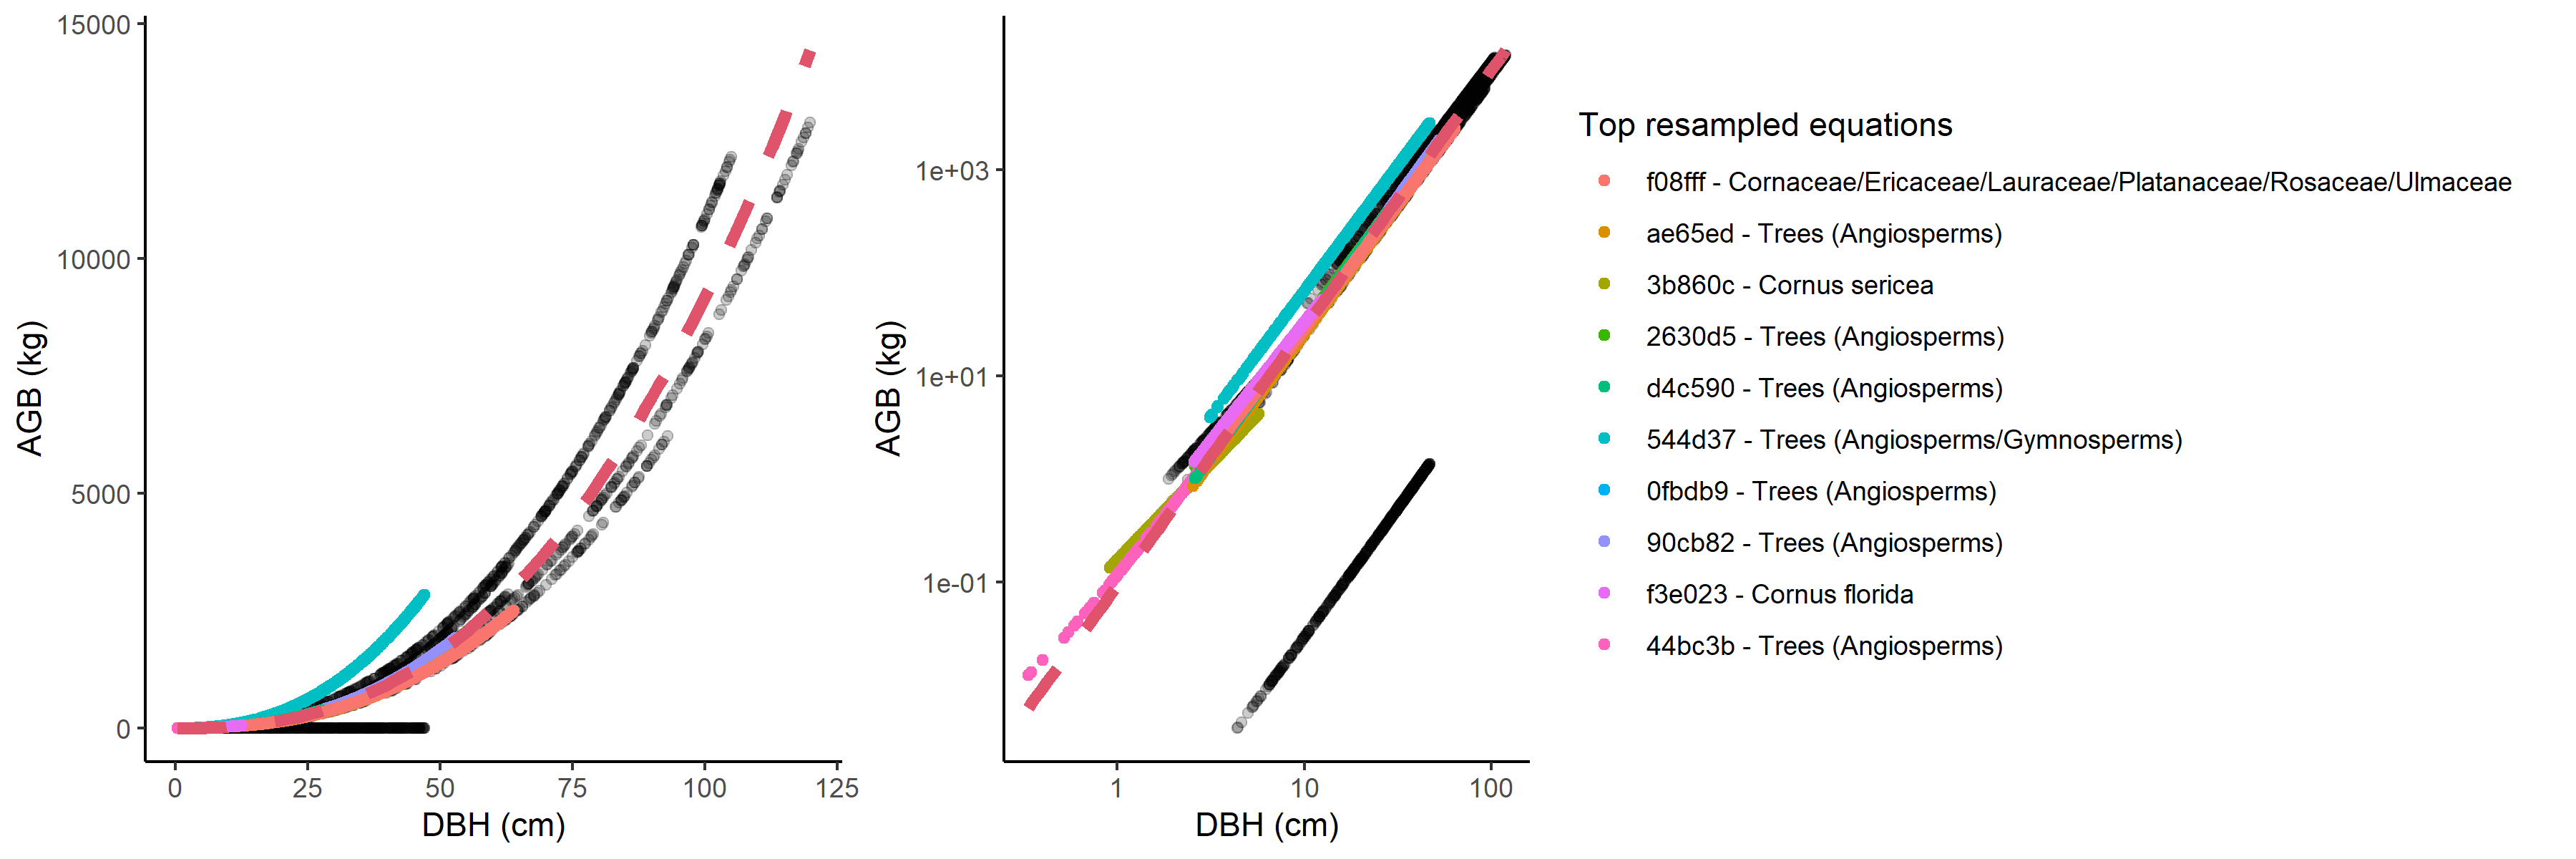 15000
10000
5000
0
AGB (kg)
0 25 50 75 100 125
DBH (cm)
1e+03
1e+01
1e-01
AGB (kg)
1 10 100
DBH (cm)
Top resampled equations
f08fff - Cornaceae/Ericaceae/Lauraceae/Platanaceae/Rosaceae/Ulmaceae
ae65ed - Trees (Angiosperms)
3b860c - Cornus sericea
2630d5 - Trees (Angiosperms)
d4c590 - Trees (Angiosperms)
544d37 - Trees (Angiosperms/Gymnosperms)
0fbdb9 - Trees (Angiosperms)
90cb82 - Trees (Angiosperms)
f3e023 - Cornus florida
44bc3b - Trees (Angiosperms)